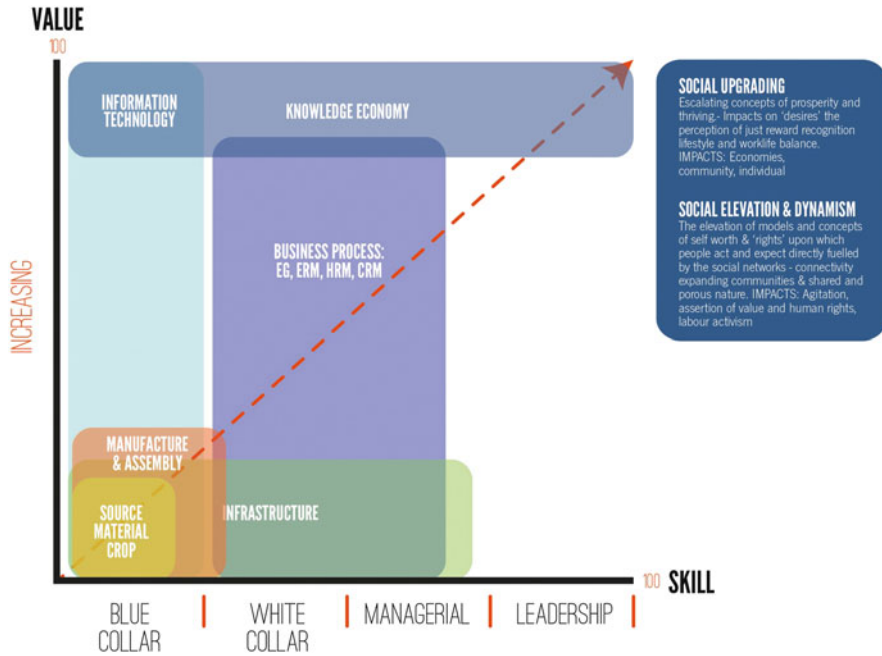 VALUE
100
INFORMATION
TECHNOLOGY
KNOWLEDGE ECONOMY
BUSINESS PROCESS:
EG, ERM, HRM, CRM
INCREASING
MANUFACTURE
& ASSEMBLY
SOURCE
MATERIAL
CROP
INFRASTRUCTURE
100 SKILL
BLUE
COLLAR
WHITE
COLLAR
MANAGERIAL
LEADERSHIP
SOCIAL UPGRADING
Escalating concepts of prosperity and
thriving.- Impacts on ‘desires’ the
perception of just reward recognition
lifestyle and worklife balance.
IMPACTS: Economies,
community, individual
SOCIAL ELEVATION & DYNAMISM
The elevation of models and concepts
of self worth & ‘rights’ upon which
people act and expect directly fuelled
by the social networks - connectivity
expanding communities & shared and
porous nature. IMPACTS: Agitation,
assertion of value and human rights,
labour activism